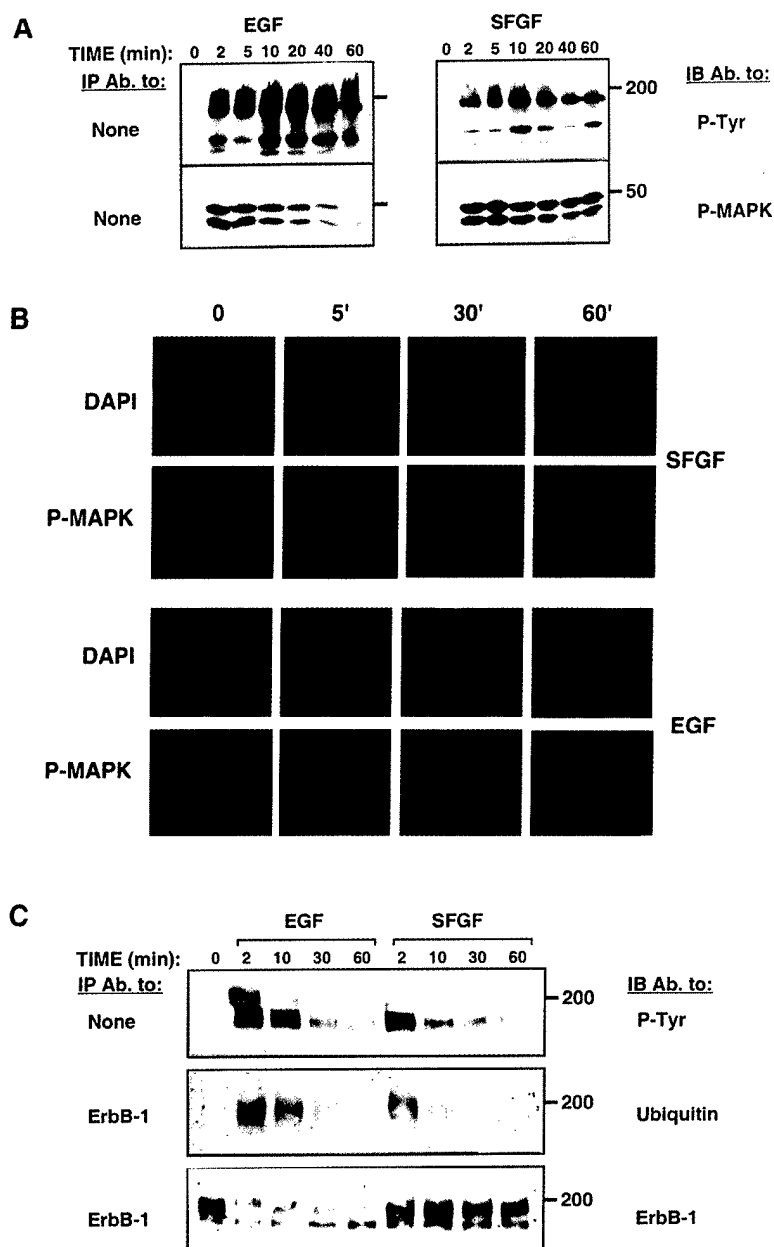 A
EGF
SFGF
TIME (min): 0 2 5 10 20 40 60
0 2 5 10 20 40 60
IP Ab. to:
200
IB Ab. to:
None
P-Tyr
None
50
P-MAPK
B
0 5' 30' 60'
DAPI
SFGF
P-MAPK
DAPI
EGF
P-MAPK
C
EGF
SFGF
TIME (min): 0 2 10 30 60 2 10 30 60
IP Ab. to:
200
IB Ab. to:
None
P-Tyr
200
ErbB-1
Ubiquitin
200
ErbB-1
ErbB-1